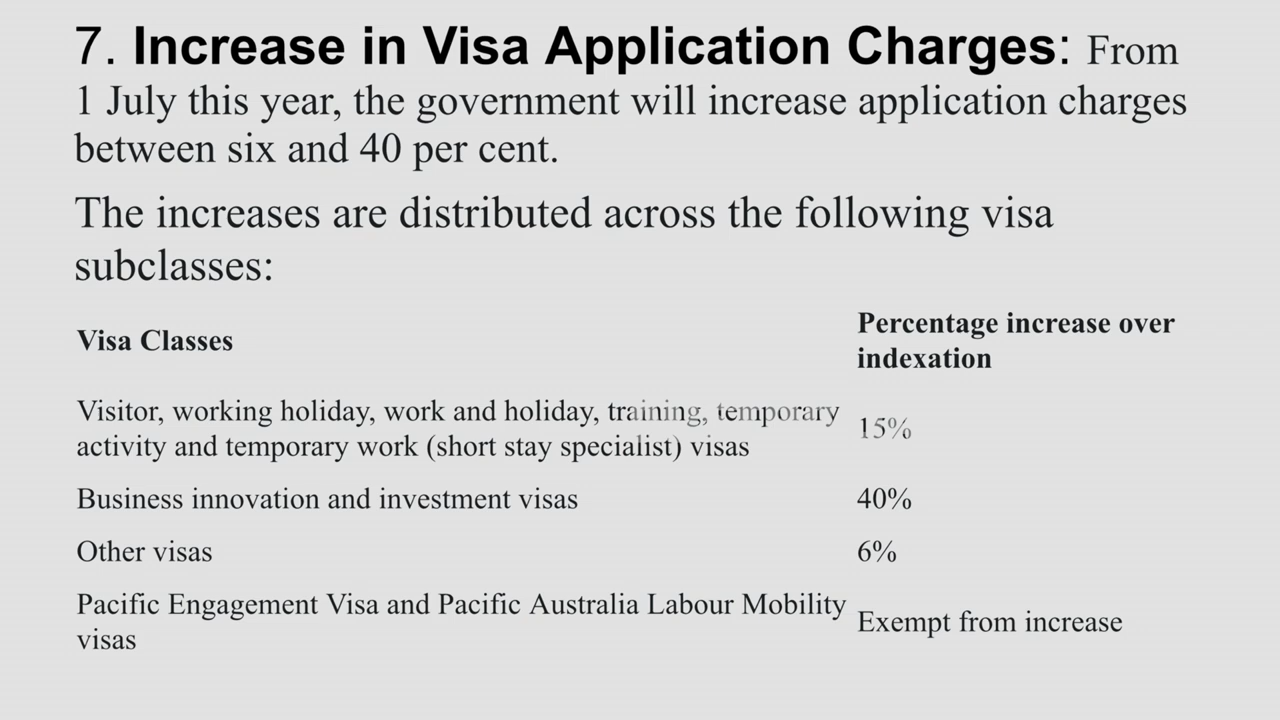 7. Increase in Visa Application Charges: From
1 July this year, the government will increase application charges
between six and 40 per cent.
The increases are distributed across the following visa
subclasses:
Visa Classes
Percentage increase over
indexation
Visitor, working holiday, work and holiday, training, temporary
activity and temporary work (short stay specialist) visas
15%
Business innovation and investment visas
40%
Other visas
6%
Pacific Engagement Visa and Pacific Australia Labour Mobility
visas
Exempt from increase